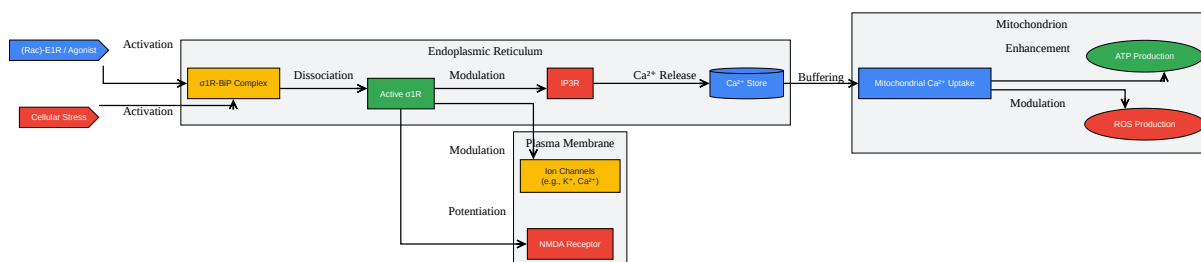 Mitochondrion
(Rac)-E1R / Agonist
Activation
Endoplasmic Reticulum
Enhancement
ATP Production
σ1R-BiP Complex
Dissociation
Active σ1R
Modulation
IP3R
Ca²⁺ Release
Ca²⁺ Store
Buffering
Mitochondrial Ca²⁺ Uptake
Modulation
Cellular Stress
Activation
ROS Production
Plasma Membrane
Modulation
Ion Channels
(e.g., K⁺, Ca²⁺)
Potentiation
NMDA Receptor